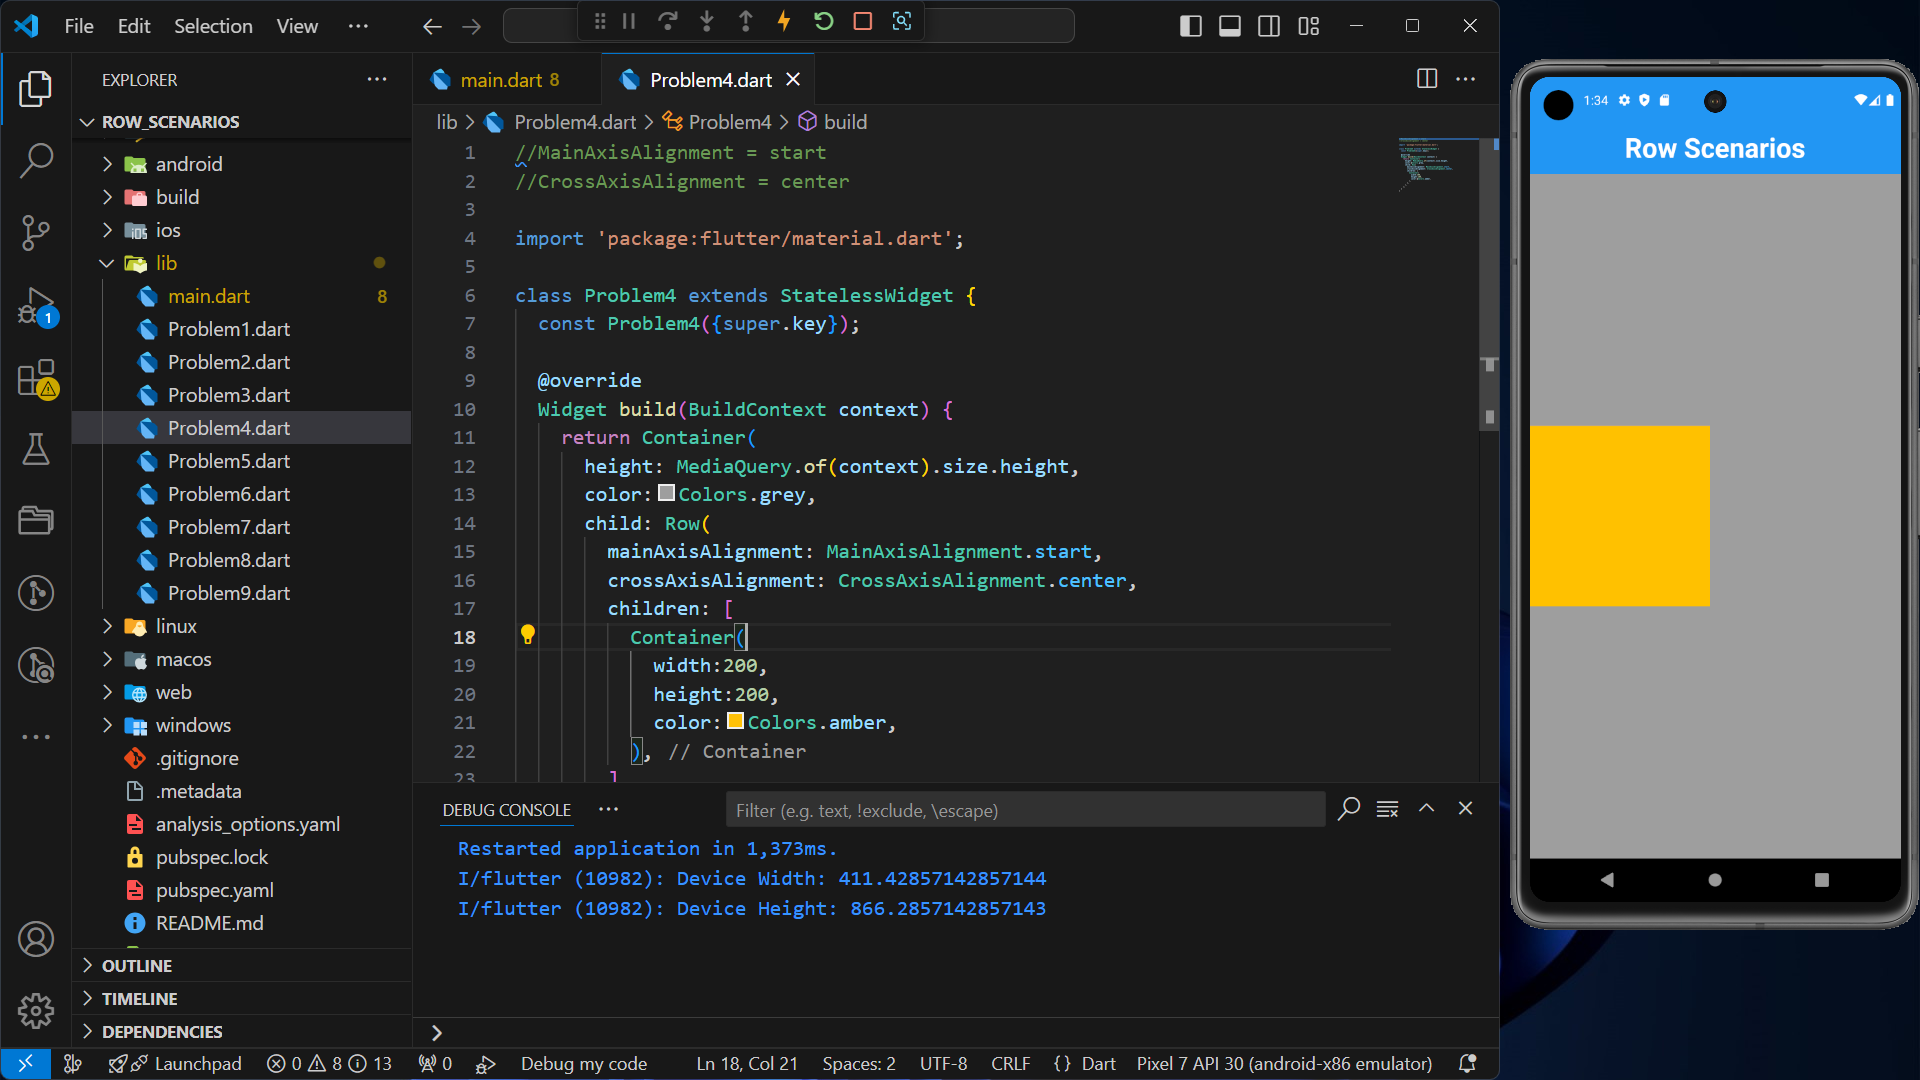 File Edit Selection View
EXPLORER
ROW_SCENARIOS
android
build
ios
lib
main.dart 8
Problem1.dart
Problem2.dart
Problem3.dart
Problem4.dart
Problem5.dart
Problem6.dart
Problem7.dart
Problem8.dart
Problem9.dart
linux
macos
web
windows
.gitignore
.metadata
analysis_options.yaml
pubspec.lock
pubspec.yaml
README.md
OUTLINE
TIMELINE
DEPENDENCIES
1
main.dart 8 Problem4.dart
lib > Problem4.dart > Problem4 > build
1 //MainAxisAlignment = start
2 //CrossAxisAlignment = center
3
4 import 'package:flutter/material.dart';
5
6 class Problem4 extends StatelessWidget {
7 const Problem4({super.key});
8
9 @override
10 Widget build(BuildContext context) {
11 return Container(
12 height: MediaQuery.of(context).size.height,
13 color: Colors.grey,
14 child: Row(
15 mainAxisAlignment: MainAxisAlignment.start,
16 crossAxisAlignment: CrossAxisAlignment.center,
17 children: [
18 Container(
19 width:200,
20 height:200,
21 color: Colors.amber,
22 ), // Container
23 ]
DEBUG CONSOLE
Filter (e.g. text, !exclude, \escape)
Restarted application in 1,373ms.
I/flutter (10982): Device Width: 411.42857142857144
I/flutter (10982): Device Height: 866.2857142857143
>
Launchpad 0 8 13 0 Debug my code Ln 18, Col 21 Spaces: 2 UTF-8 CRLF {} Dart Pixel 7 API 30 (android-x86 emulator)
1:34
Row Scenarios